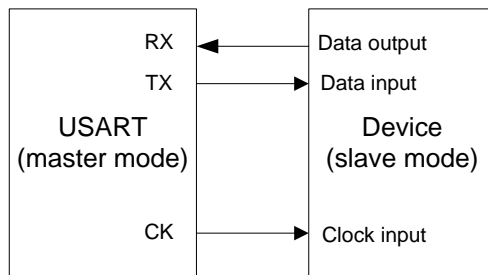 RX
Data output
TX
Data input
USART
(master mode)
Device
(slave mode)
CK
Clock input